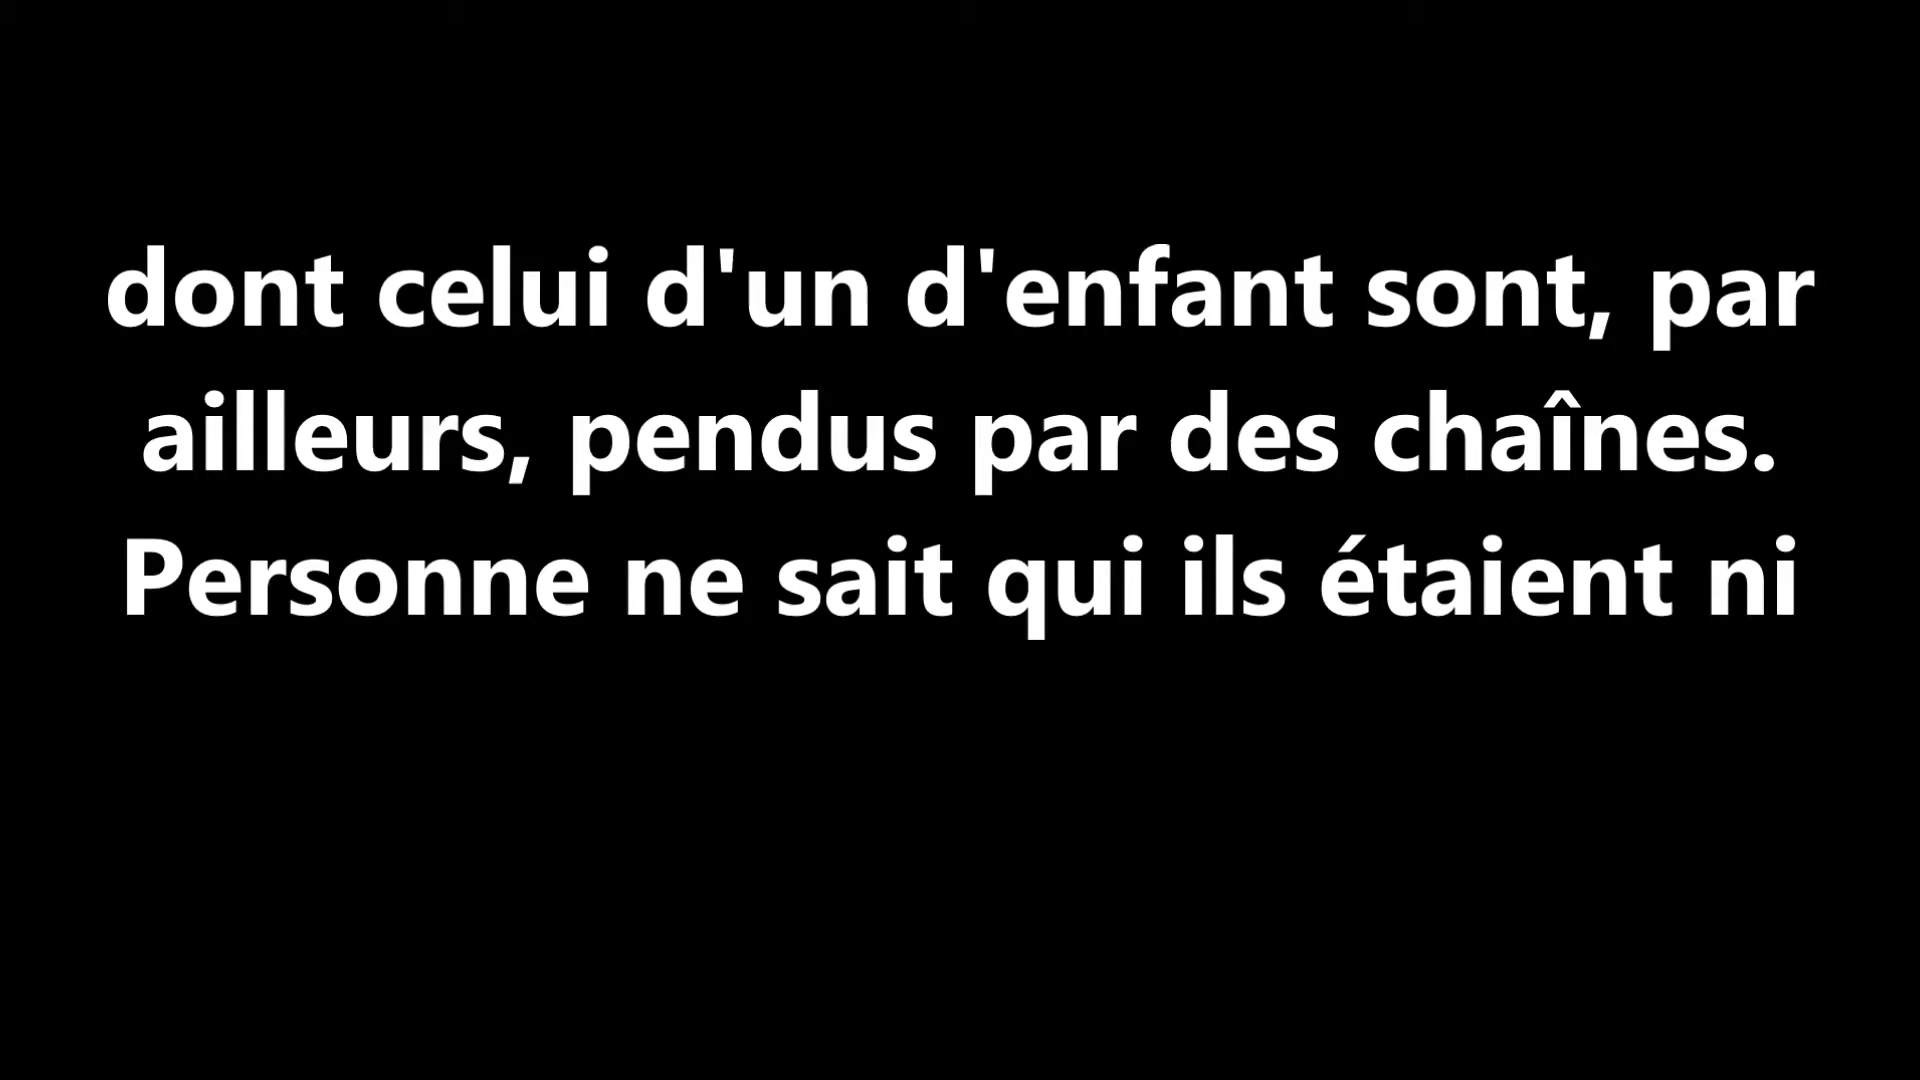 dont celui d'un d'enfant sont, par
ailleurs, pendus par des chaînes.
Personne ne sait qui ils étaient ni